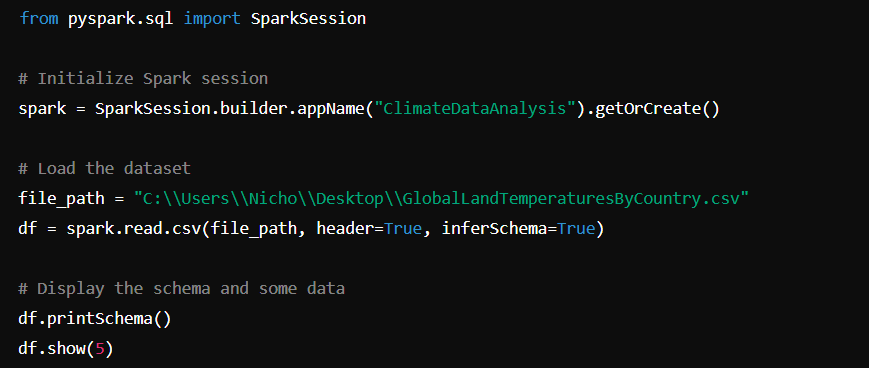 from pyspark.sql import SparkSession
# Initialize Spark session
spark = SparkSession.builder.appName("ClimateDataAnalysis").getOrCreate()
# Load the dataset
file_path = "C:\\Users\\Nicho\\Desktop\\GlobalLandTemperaturesByCountry.csv"
df = spark.read.csv(file_path, header=True, inferSchema=True)
# Display the schema and some data
df.printSchema()
df.show(5)